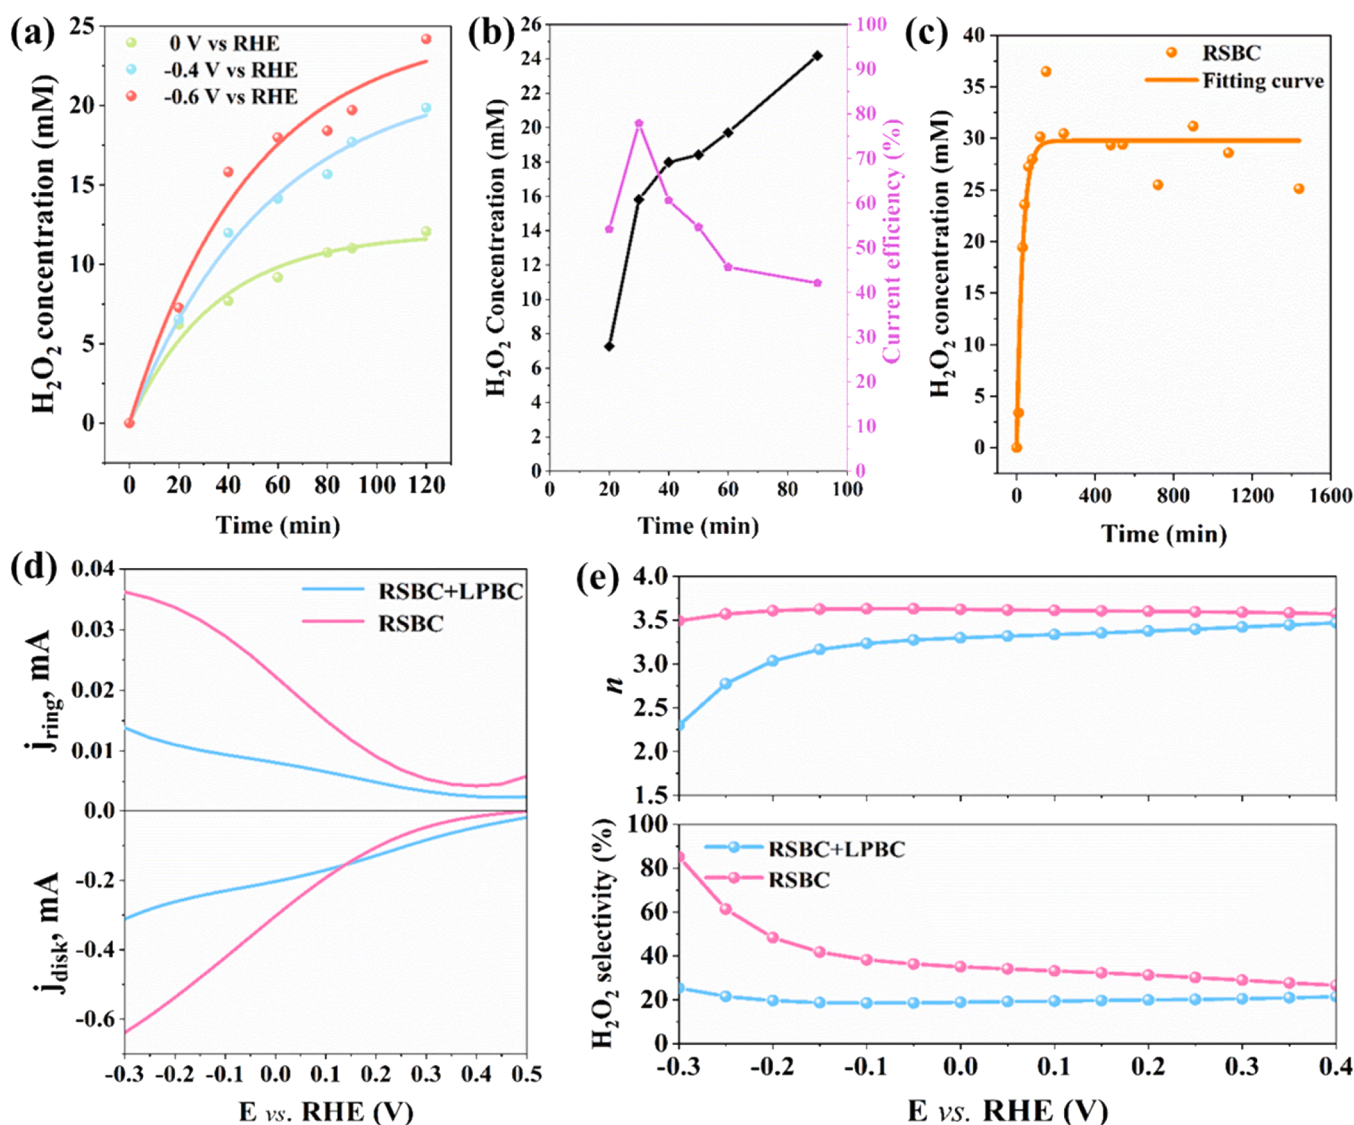 (a)
25
20
15
10
5
0
H₂O₂ concentration (mM)
0 V vs RHE
-0.4 V vs RHE
-0.6 V vs RHE
0 20 40 60 80 100 120
Time (min)
(b)
26
24
22
20
18
16
14
12
10
8
6
4
2
0
H₂O₂ Concentreation (mM)
100
90
80
70
60
50
40
30
20
10
0
Current efficiency (%)
0 20 40 60 80 100
Time (min)
(c)
40
35
30
25
20
15
10
5
0
H₂O₂ concentration (mM)
RSBC
Fitting curve
0 400 800 1200 1600
Time (min)
(d)
0.04
0.03
0.02
0.01
0.0
jring, mA
RSBC+LPBC
RSBC
-0.2
-0.4
-0.6
jdisk, mA
-0.3 -0.2 -0.1 0.0 0.1 0.2 0.3 0.4 0.5
E vs. RHE (V)
(e)
4.0
3.5
3.0
2.5
2.0
1.5
n
100
80
60
40
20
0
H₂O₂ selectivity (%)
RSBC+LPBC
RSBC
-0.3 -0.2 -0.1 0.0 0.1 0.2 0.3 0.4
E vs. RHE (V)